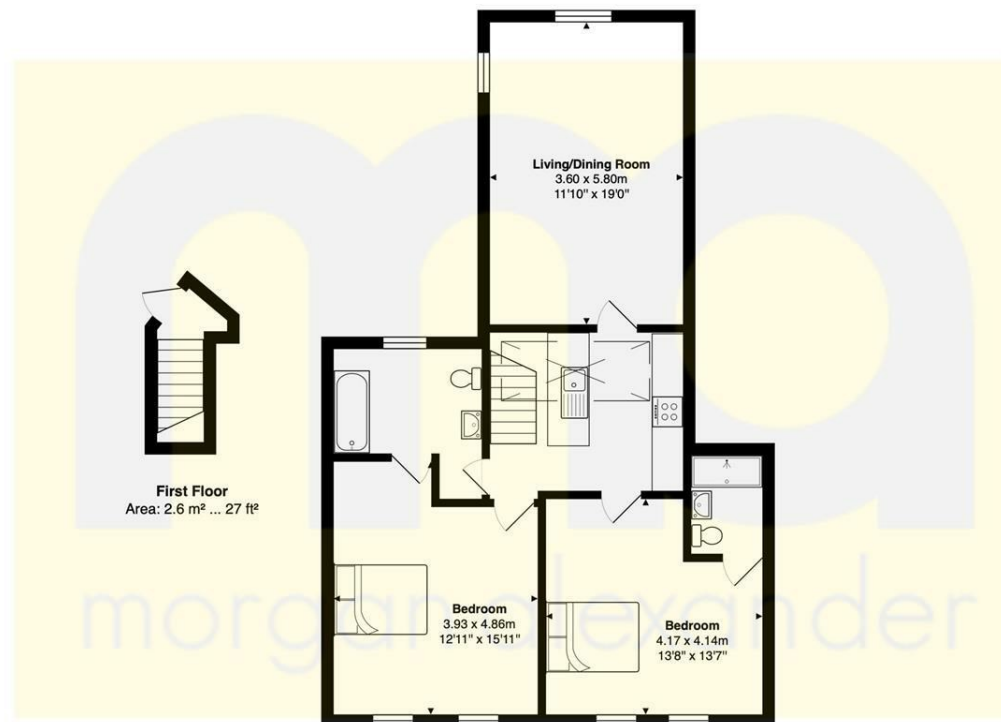 Living/Dining Room
3.60 x 5.80m
11'10" x 19'0"
First Floor
Area: 2.6 m² ... 27 ft²
Bedroom
3.93 x 4.86m
12'11" x 15'11"
Bedroom
4.17 x 4.14m
13'8" x 13'7"
ma
morgan alexander